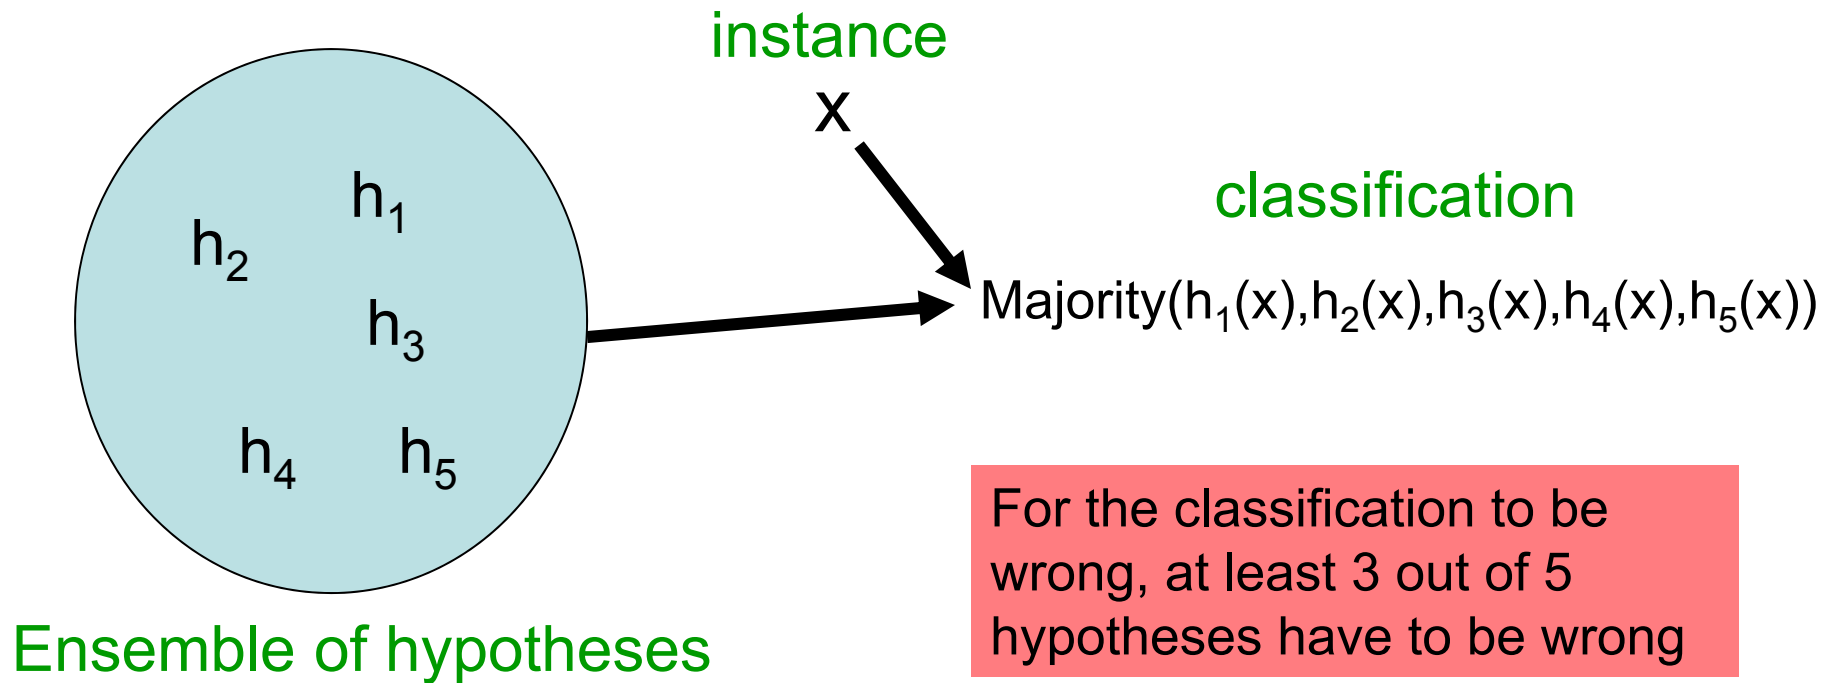 instance
x
h₁
h₂
h₃
h₄ h₅
Ensemble of hypotheses
classification
Majority(h₁(x),h₂(x),h₃(x),h₄(x),h₅(x))
For the classification to be
wrong, at least 3 out of 5
hypotheses have to be wrong